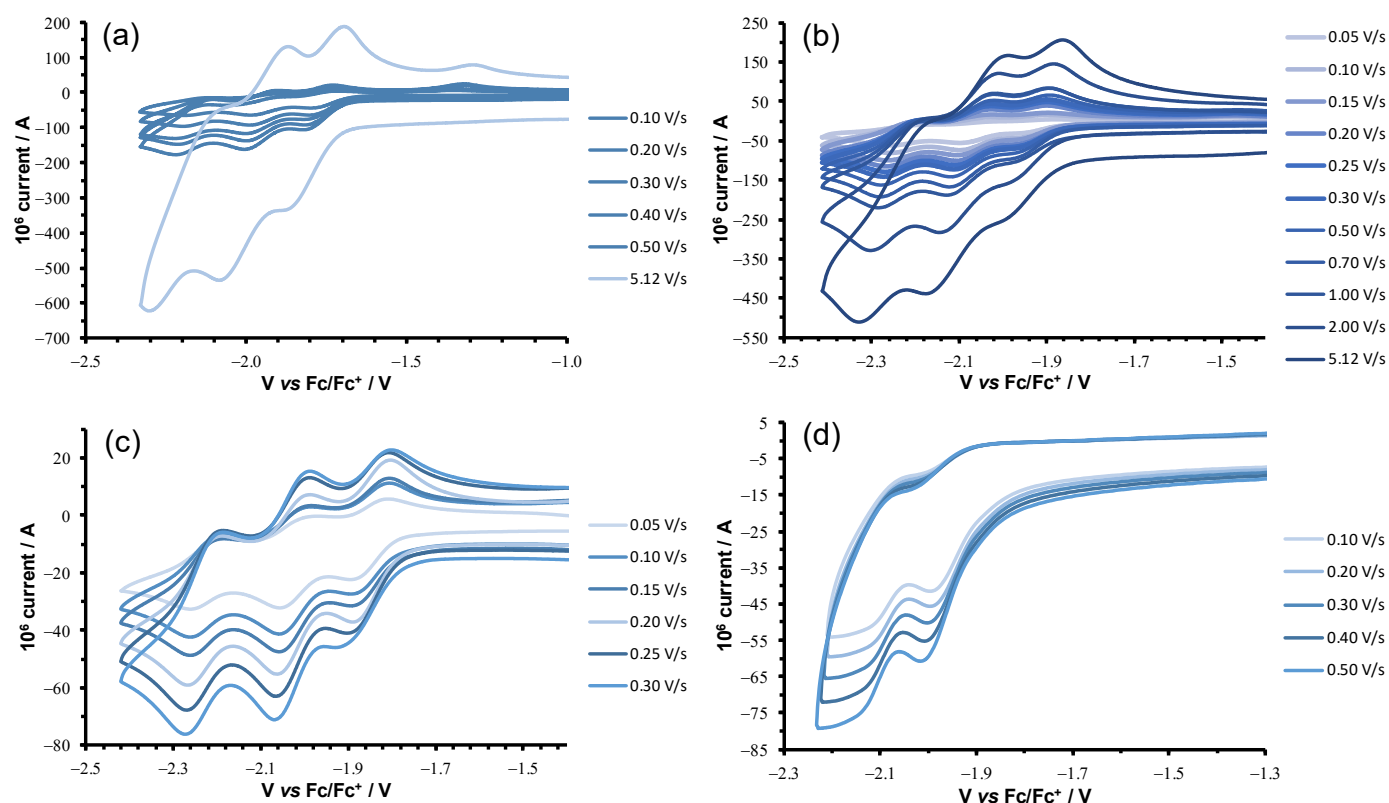 (a)
200
100
0
−100
−200
−300
−400
−500
−600
−700
10⁶ current / A
−2.5
−2.0
−1.5
−1.0
V vs Fc/Fc⁺ / V
0.10 V/s
0.20 V/s
0.30 V/s
0.40 V/s
0.50 V/s
5.12 V/s
(b)
250
150
50
−50
−150
−250
−350
−450
−550
10⁶ current / A
−2.5
−2.3
−2.1
−1.9
−1.7
−1.5
V vs Fc/Fc⁺ / V
0.05 V/s
0.10 V/s
0.15 V/s
0.20 V/s
0.25 V/s
0.30 V/s
0.50 V/s
0.70 V/s
1.00 V/s
2.00 V/s
5.12 V/s
(c)
20
0
−20
−40
−60
−80
10⁶ current / A
−2.5
−2.3
−2.1
−1.9
−1.7
−1.5
V vs Fc/Fc⁺ / V
0.05 V/s
0.10 V/s
0.15 V/s
0.20 V/s
0.25 V/s
0.30 V/s
(d)
5
−5
−15
−25
−35
−45
−55
−65
−75
−85
10⁶ current / A
−2.3
−2.1
−1.9
−1.7
−1.5
−1.3
V vs Fc/Fc⁺ / V
0.10 V/s
0.20 V/s
0.30 V/s
0.40 V/s
0.50 V/s